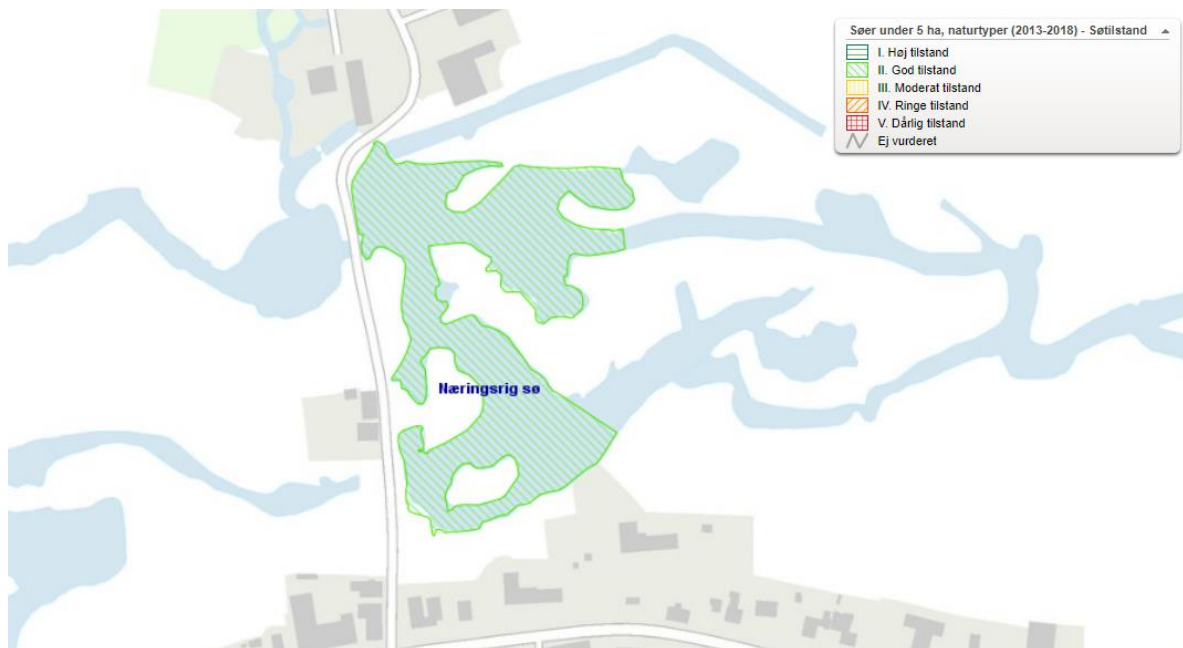 Søer under 5 ha, naturtyper (2013-2018) - Søtilstand
I. Høj tilstand
II. God tilstand
III. Moderat tilstand
IV. Ringe tilstand
V. Dårlig tilstand
Ej vurderet
Næringsrig sø